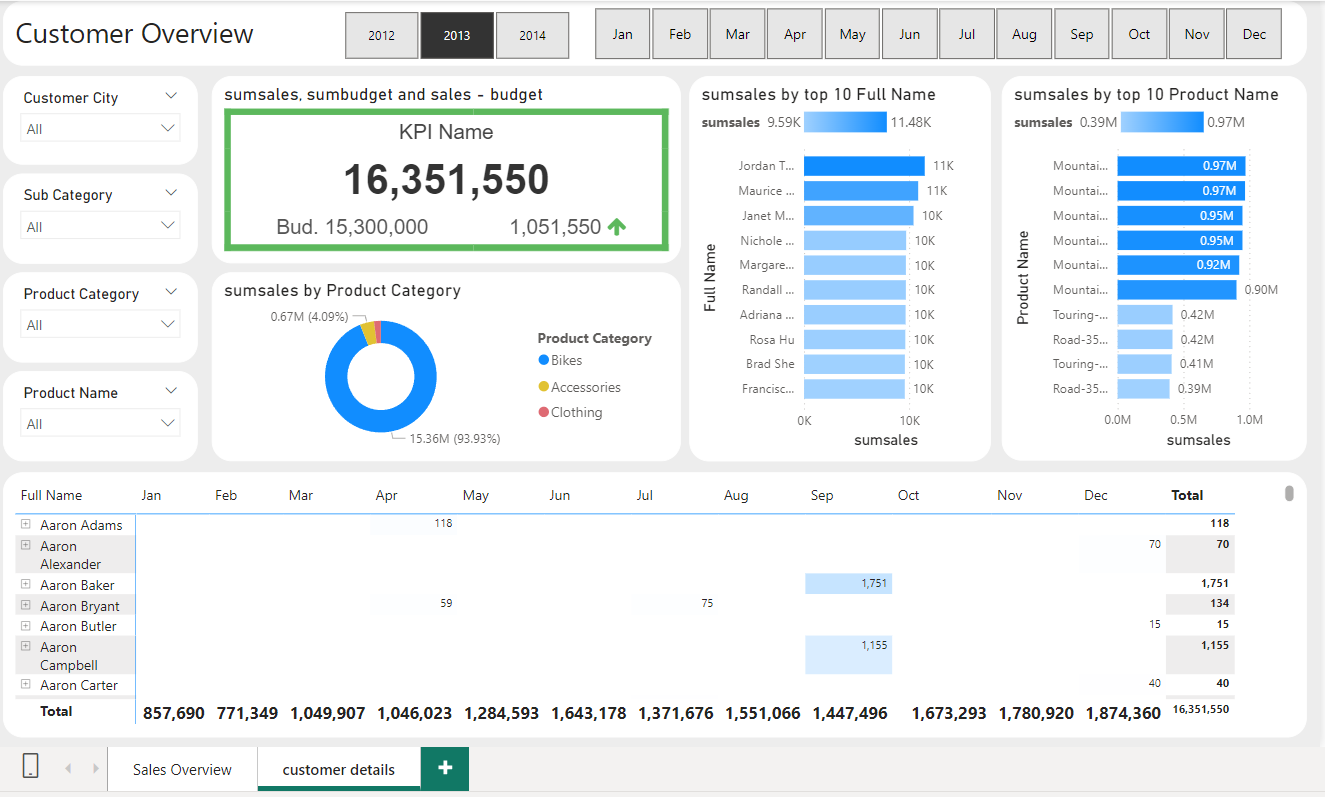 Customer Overview
2012 2013 2014
Jan Feb Mar Apr May Jun Jul Aug Sep Oct Nov Dec
Customer City
All
Sub Category
All
Product Category
All
Product Name
All
sumsales, sumbudget and sales - budget
KPI Name
16,351,550
Bud. 15,300,000 1,051,550
sumsales by Product Category
0.67M (4.09%)
15.36M (93.93%)
Product Category
Bikes
Accessories
Clothing
sumsales by top 10 Full Name
sumsales 9.59K 11.48K
Full Name
Jordan T... 11K
Maurice ... 11K
Janet M... 10K
Nichole ... 10K
Margare... 10K
Randall ... 10K
Adriana ... 10K
Rosa Hu 10K
Brad She 10K
Francisc... 10K
0K 10K
sumsales
sumsales by top 10 Product Name
sumsales 0.39M 0.97M
Product Name
Mountai... 0.97M
Mountai... 0.97M
Mountai... 0.95M
Mountai... 0.95M
Mountai... 0.92M
Mountai... 0.90M
Touring-... 0.42M
Road-35... 0.42M
Touring-... 0.41M
Road-35... 0.39M
0.0M 0.5M 1.0M
sumsales
Full Name Jan Feb Mar Apr May Jun Jul Aug Sep Oct Nov Dec Total
Aaron Adams 118 118
Aaron 70 70
Alexander
Aaron Baker 1,751 1,751
Aaron Bryant 59 75 134
Aaron Butler 15 15
Aaron 1,155 1,155
Campbell
Aaron Carter 40 40
Total 857,690 771,349 1,049,907 1,046,023 1,284,593 1,643,178 1,371,676 1,551,066 1,447,496 1,673,293 1,780,920 1,874,360 16,351,550
Sales Overview customer details +